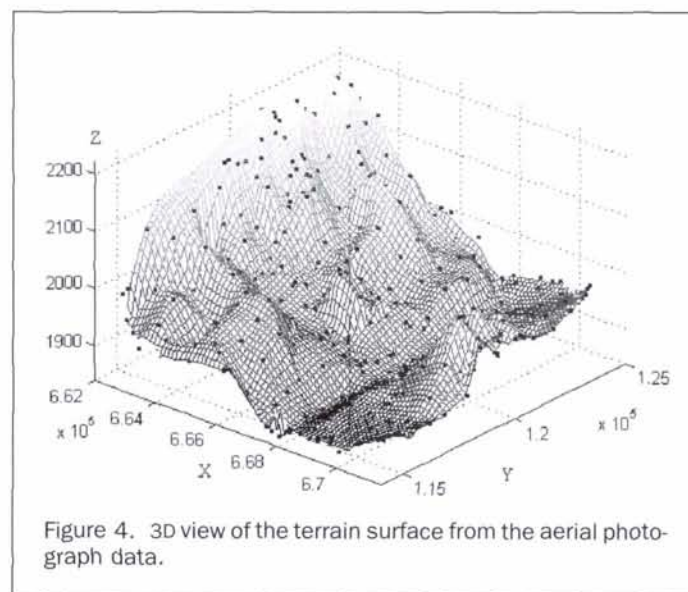 Z
2200
2100
2000
1900
6.62
x 10⁵
6.64
6.66
X
6.68
6.7
1.15
Y
1.2
x 10⁵
1.25
Figure 4. 3D view of the terrain surface from the aerial photo-
graph data.